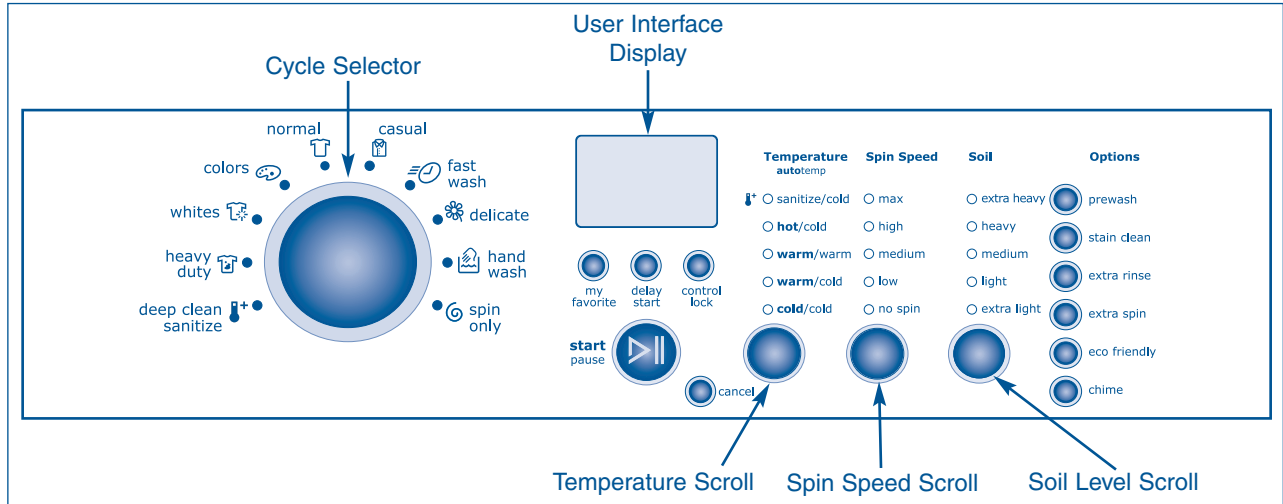 User Interface
Display
Cycle Selector
normal
casual
colors
fast
wash
whites
delicate
heavy
duty
hand
wash
deep clean
sanitize
spin
only
my
favorite
delay
start
control
lock
start
pause
cancel
Temperature
autotemp
sanitize/cold
hot/cold
warm/warm
warm/cold
cold/cold
Spin Speed
max
high
medium
low
no spin
Soil
extra heavy
heavy
medium
light
extra light
Options
prewash
stain clean
extra rinse
extra spin
eco friendly
chime
Temperature Scroll
Spin Speed Scroll
Soil Level Scroll